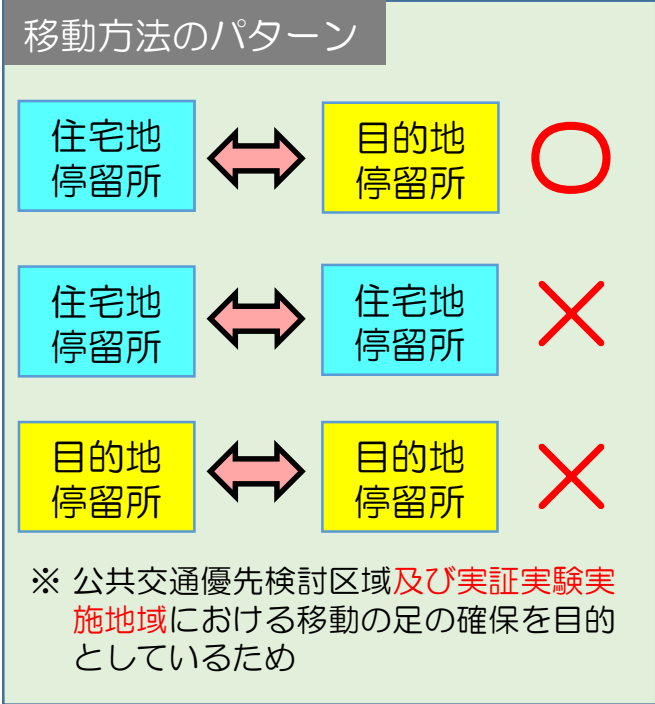 移動方法のパターン
住宅地
停留所
目的地
停留所
〇
住宅地
停留所
住宅地
停留所
×
目的地
停留所
目的地
停留所
×
※ 公共交通優先検討区域及び実証実験実
施地域における移動の足の確保を目的
としているため